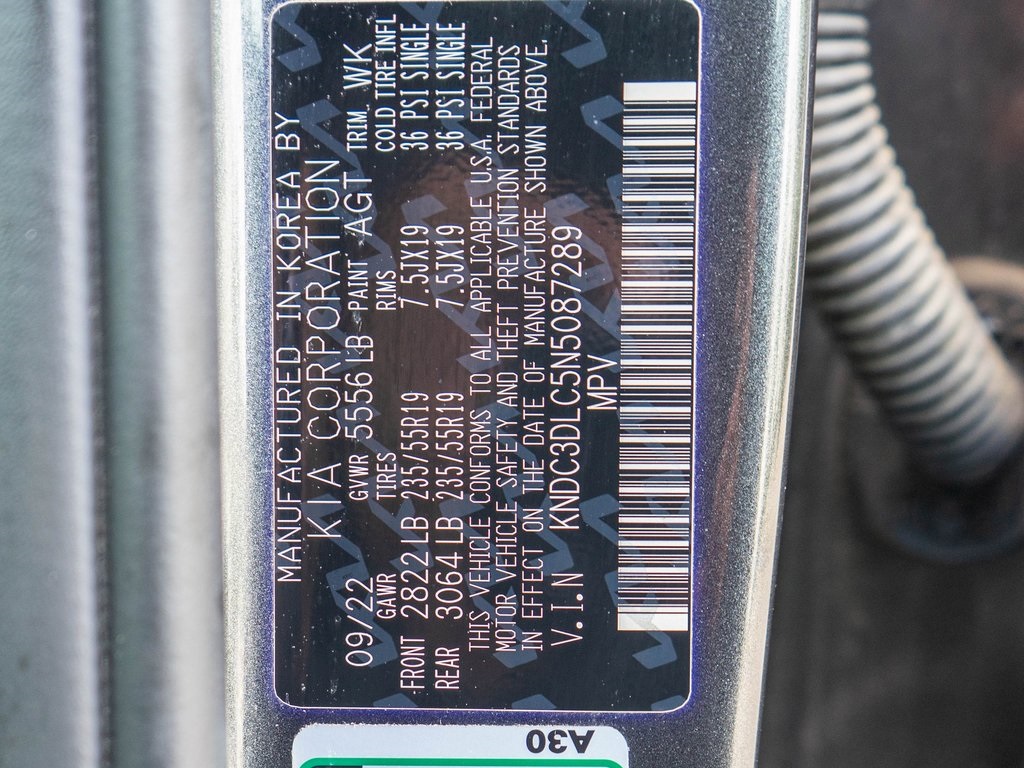 MANUFACTURED IN KOREA BY
KIA CORPORATION
09/22 GVWR 5556 LB PAINT AGT TRIM WK
GAWR TIRES RIMS COLD TIRE INFL
FRONT 2822 LB 235/55R19 7.5JX19 36 PSI SINGLE
REAR 3064 LB 235/55R19 7.5JX19 36 PSI SINGLE
THIS VEHICLE CONFORMS TO ALL APPLICABLE U.S.A. FEDERAL
MOTOR VEHICLE SAFETY AND THEFT PREVENTION STANDARDS
IN EFFECT ON THE DATE OF MANUFACTURE SHOWN ABOVE.
V.I.N KNDC3DLC5N5087289
MPV
A30